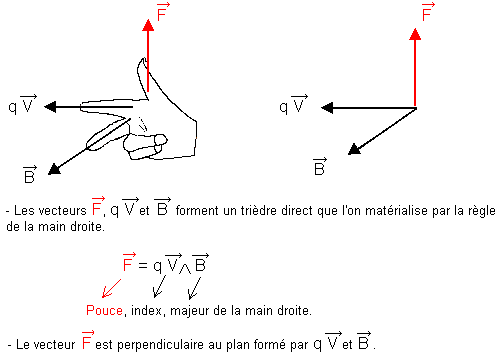 F⃗ F⃗
q V⃗ q V⃗
B⃗ B⃗
- Les vecteurs F⃗, q V⃗ et B⃗ forment un trièdre direct que l'on matérialise par la règle
de la main droite.
F⃗ = q V⃗ ∧ B⃗
Pouce, index, majeur de la main droite.
- Le vecteur F⃗ est perpendiculaire au plan formé par q V⃗ et B⃗ .